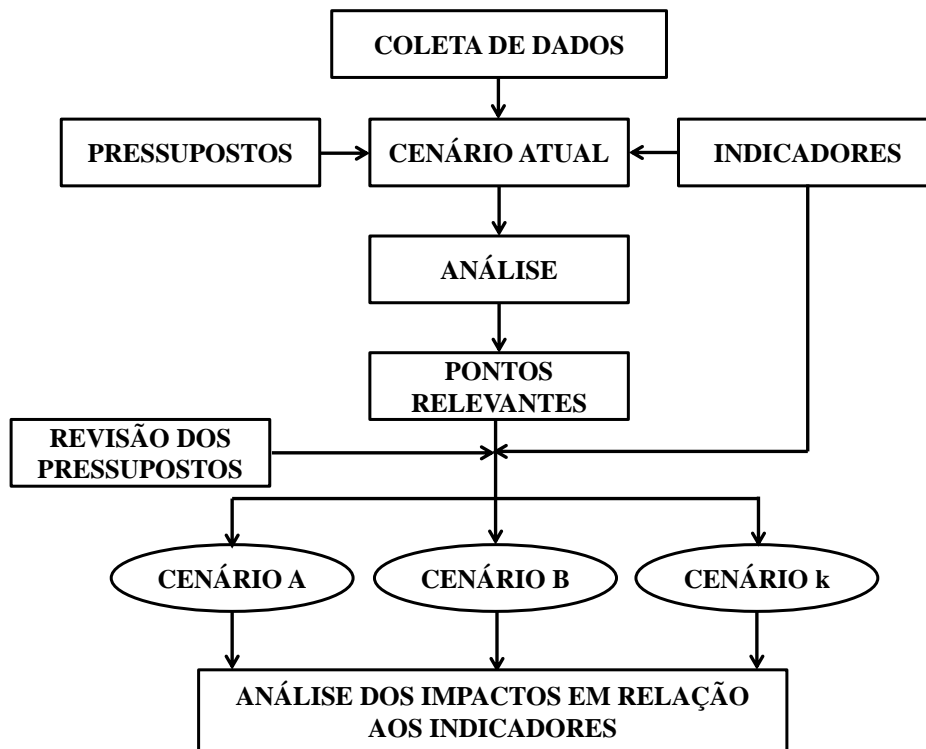 COLETA DE DADOS
PRESSUPOSTOS
CENÁRIO ATUAL
INDICADORES
ANÁLISE
PONTOS
RELEVANTES
REVISÃO DOS
PRESSUPOSTOS
CENÁRIO A
CENÁRIO B
CENÁRIO k
ANÁLISE DOS IMPACTOS EM RELAÇÃO
AOS INDICADORES